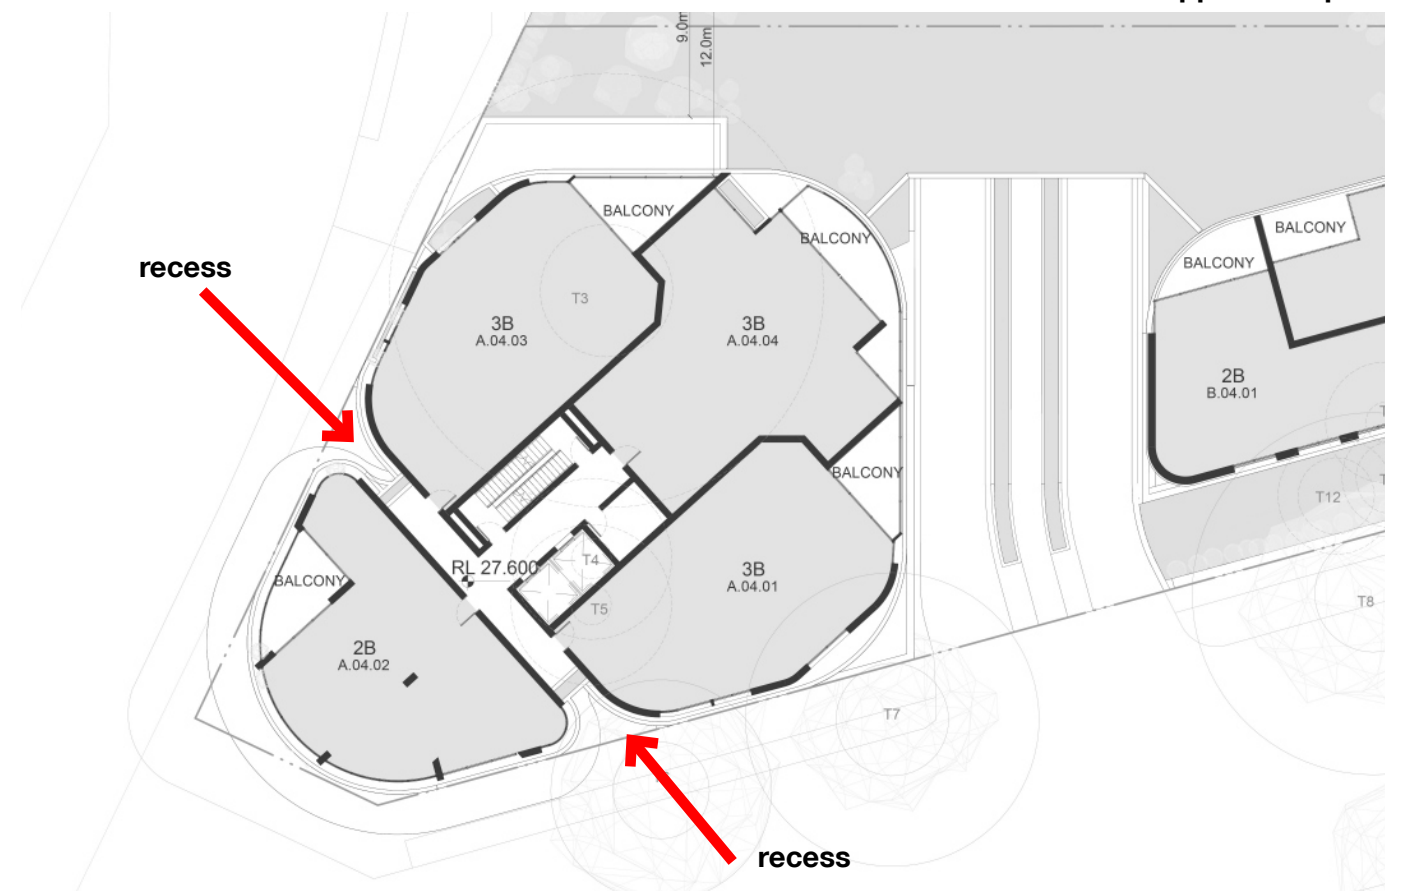 9.0m
12.0m
BALCONY
BALCONY
BALCONY
BALCONY
recess
T3
3B
A.04.03
3B
A.04.04
2B
B.04.01
BALCONY
T12
RL 27.600
T4
3B
A.04.01
BALCONY
T5
T8
2B
A.04.02
T7
recess